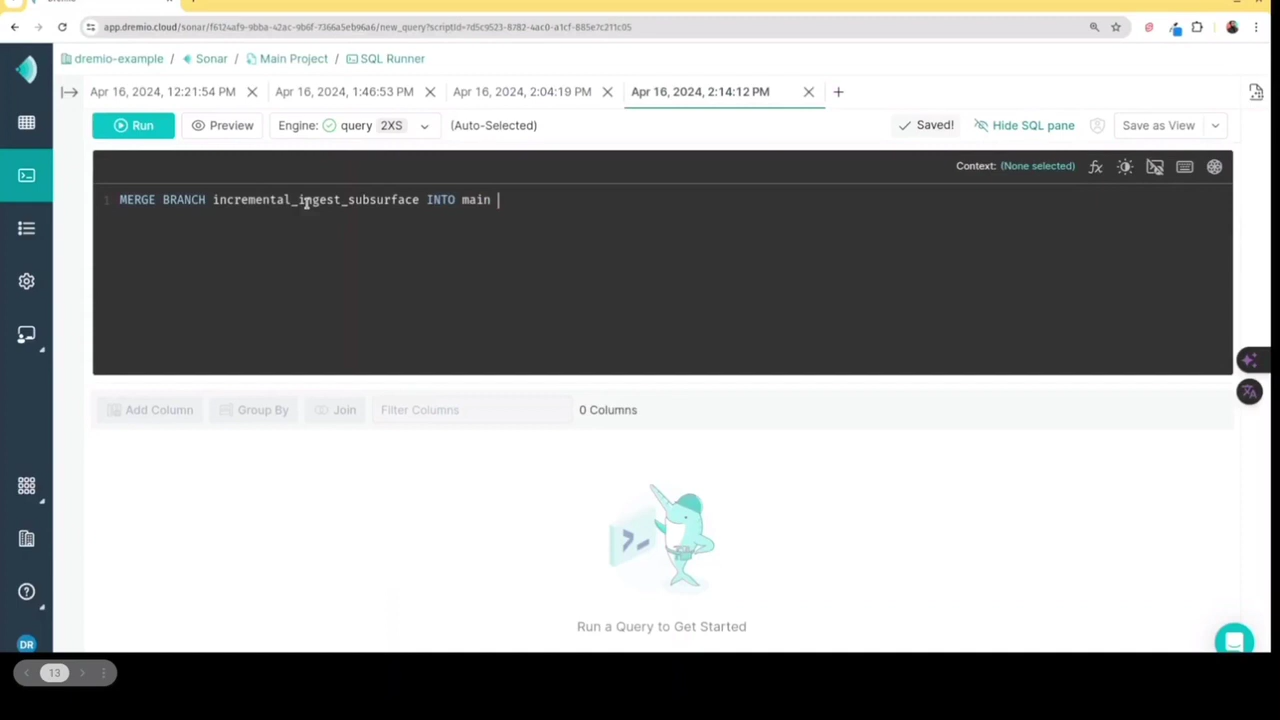 app.dremio.cloud/sonar/f6124af9-9bba-42ac-9b6f-7366a5eb96a6/new_query?scriptId=7d5c9523-8782-4ac0-a1cf-885e7c211c05
dremio-example / Sonar / Main Project / SQL Runner
Apr 16, 2024, 12:21:54 PM Apr 16, 2024, 1:46:53 PM Apr 16, 2024, 2:04:19 PM Apr 16, 2024, 2:14:12 PM
Run Preview Engine: query 2XS (Auto-Selected) Saved! Hide SQL pane Save as View
Context: (None selected) fx
1 MERGE BRANCH incremental_ingest_subsurface INTO main
Add Column Group By Join Filter Columns 0 Columns
Run a Query to Get Started
DR
13